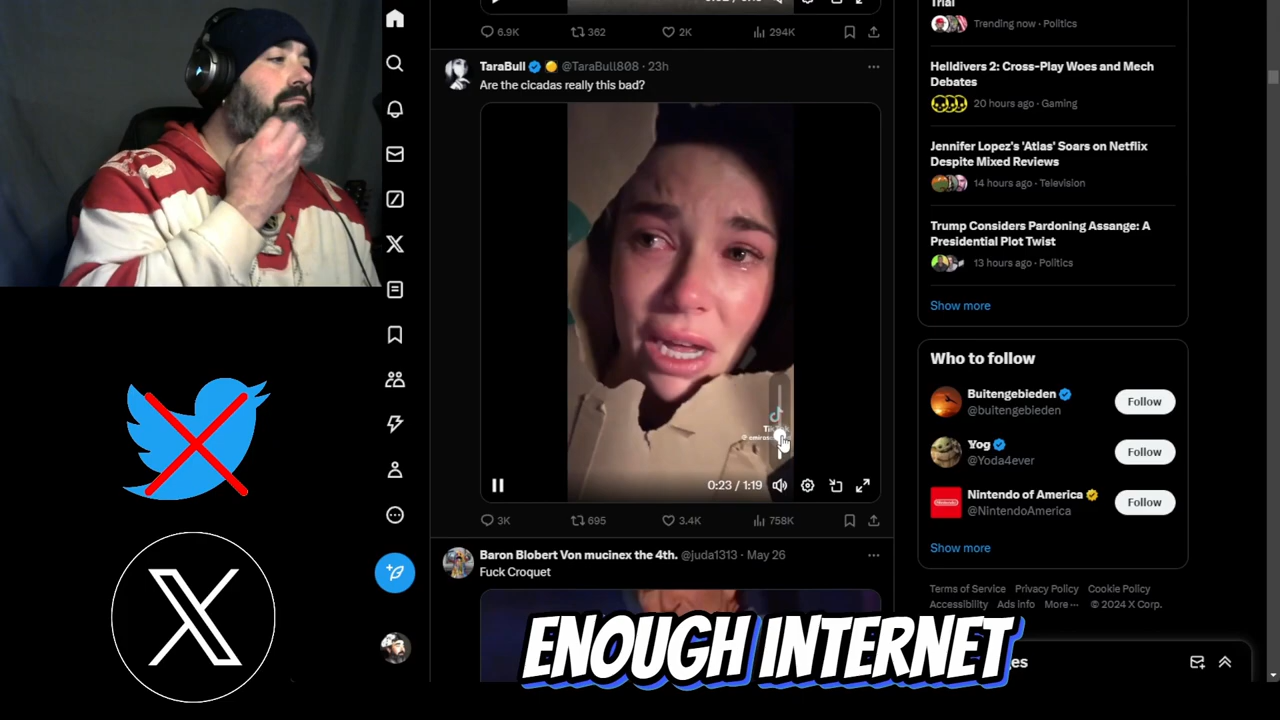 6.9K 362 2K 294K
TaraBull @TaraBull808 · 23h
Are the cicadas really this bad?
0:23 / 1:19
3K 695 3.4K 758K
Baron Blobert Von mucinex the 4th. @juda1313 · May 26
Fuck Croquet
ENOUGH INTERNET
Trial
Trending now · Politics
Helldivers 2: Cross-Play Woes and Mech
Debates
20 hours ago · Gaming
Jennifer Lopez's 'Atlas' Soars on Netflix
Despite Mixed Reviews
14 hours ago · Television
Trump Considers Pardoning Assange: A
Presidential Plot Twist
13 hours ago · Politics
Show more
Who to follow
Buitengebieden
@buitengebieden
Follow
Yog
@Yoda4ever
Follow
Nintendo of America
@NintendoAmerica
Follow
Show more
Terms of Service Privacy Policy Cookie Policy
Accessibility Ads info More ··· © 2024 X Corp.